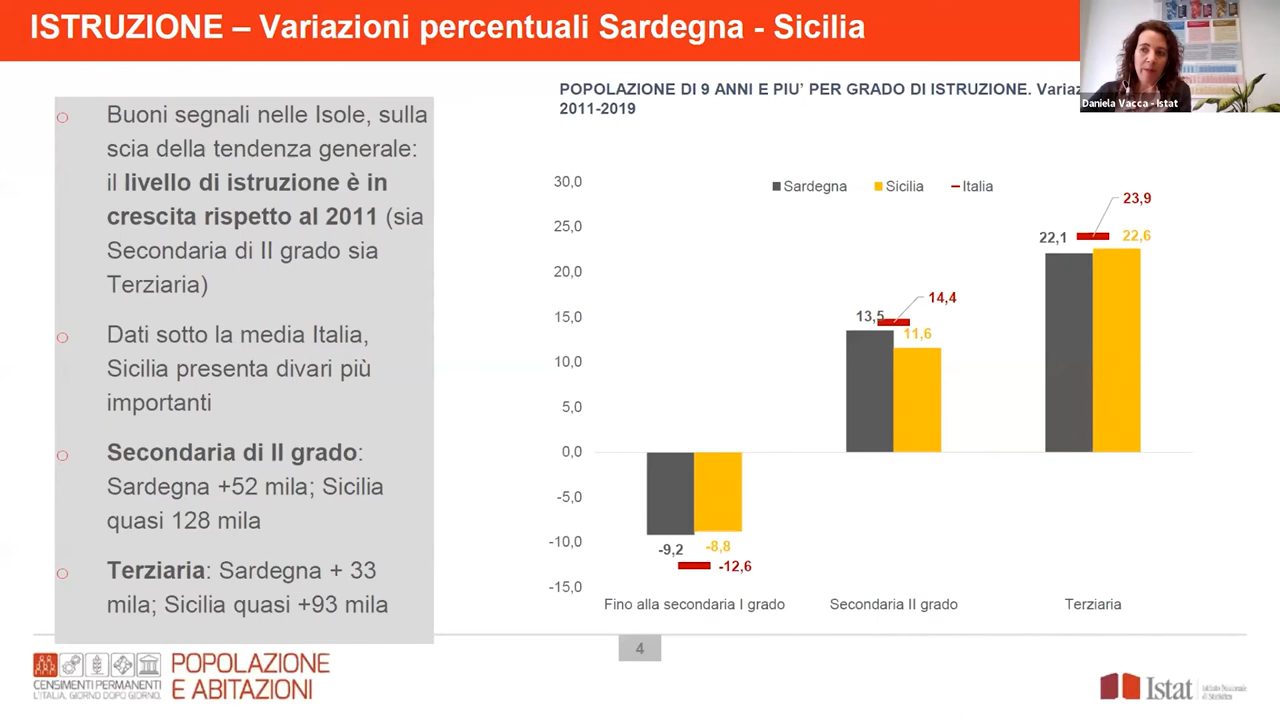 ISTRUZIONE – Variazioni percentuali Sardegna - Sicilia
Daniela Vacca - Istat
Buoni segnali nelle Isole, sulla
scia della tendenza generale:
il livello di istruzione è in
crescita rispetto al 2011 (sia
Secondaria di II grado sia
Terziaria)
Dati sotto la media Italia,
Sicilia presenta divari più
importanti
Secondaria di II grado:
Sardegna +52 mila; Sicilia
quasi 128 mila
Terziaria: Sardegna + 33
mila; Sicilia quasi +93 mila
POPOLAZIONE DI 9 ANNI E PIU’ PER GRADO DI ISTRUZIONE. Varia
2011-2019
Sardegna Sicilia Italia
30,0
25,0
20,0
15,0
10,0
5,0
0,0
-5,0
-10,0
-15,0
-9,2
-8,8
-12,6
13,5
11,6
14,4
22,1
22,6
23,9
Fino alla secondaria I grado Secondaria II grado Terziaria
4
CENSIMENTI PERMANENTI
L'ITALIA, GIORNO DOPO GIORNO.
POPOLAZIONE
E ABITAZIONI
Istat
Istituto Nazionale
di Statistica